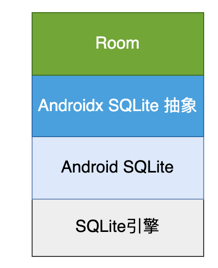 Room
Androidx SQLite 抽象
Android SQLite
SQLite引擎